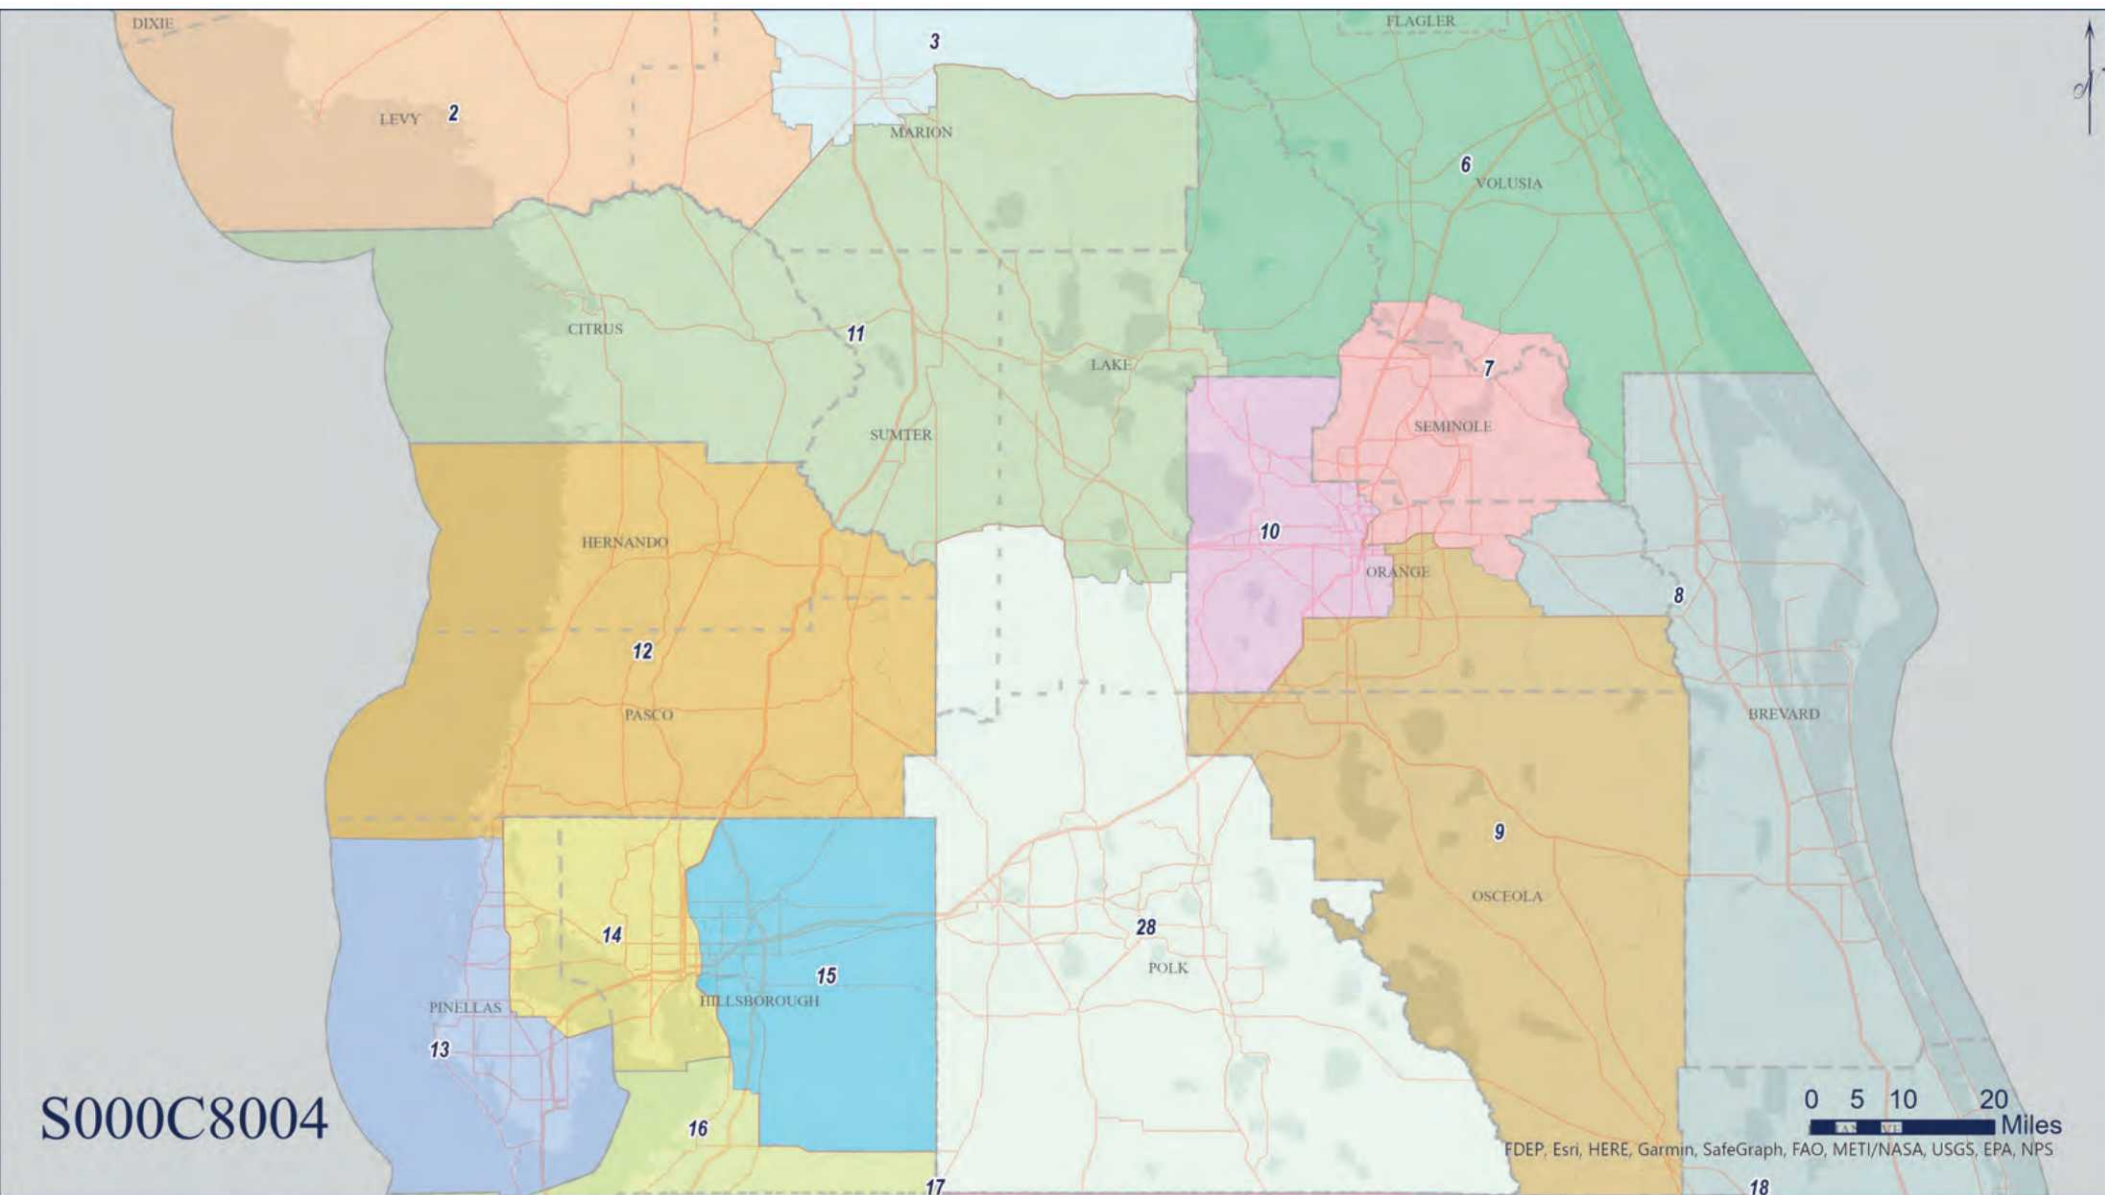 DIXIE
FLAGLER
3
LEVY
2
MARION
6
VOLUSIA
CITRUS
11
LAKE
7
SUMTER
SEMINOLE
10
HERNANDO
ORANGE
8
12
PASCO
BREVARD
9
OSCEOLA
14
28
15
POLK
HILLSBOROUGH
PINELLAS
13
S000C8004
16
0 5 10 20
Miles
FDEP, Esri, HERE, Garmin, SafeGraph, FAO, METI/NASA, USGS, EPA, NPS
17
18